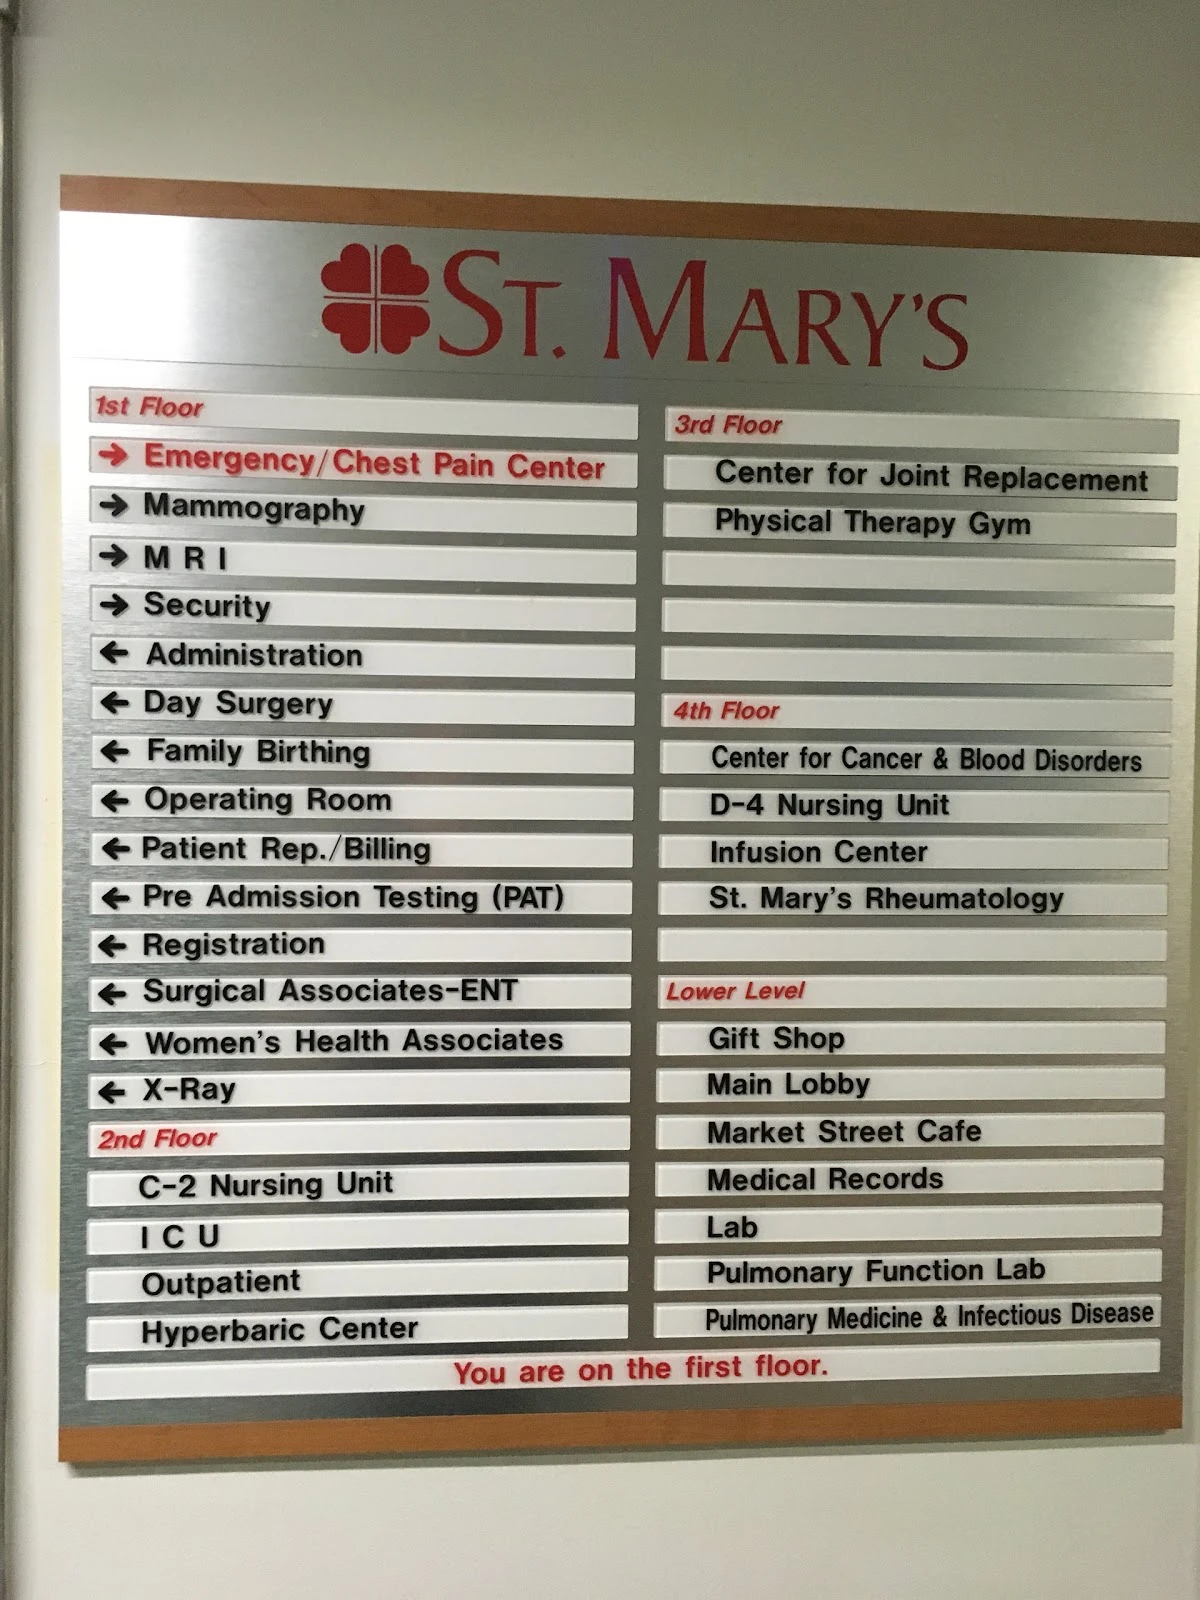 ST. MARY'S
1st Floor
→ Emergency/Chest Pain Center
→ Mammography
→ M R I
→ Security
← Administration
← Day Surgery
← Family Birthing
← Operating Room
← Patient Rep./Billing
← Pre Admission Testing (PAT)
← Registration
← Surgical Associates-ENT
← Women's Health Associates
← X-Ray
2nd Floor
C-2 Nursing Unit
I C U
Outpatient
Hyperbaric Center
3rd Floor
Center for Joint Replacement
Physical Therapy Gym
4th Floor
Center for Cancer & Blood Disorders
D-4 Nursing Unit
Infusion Center
St. Mary's Rheumatology
Lower Level
Gift Shop
Main Lobby
Market Street Cafe
Medical Records
Lab
Pulmonary Function Lab
Pulmonary Medicine & Infectious Disease
You are on the first floor.